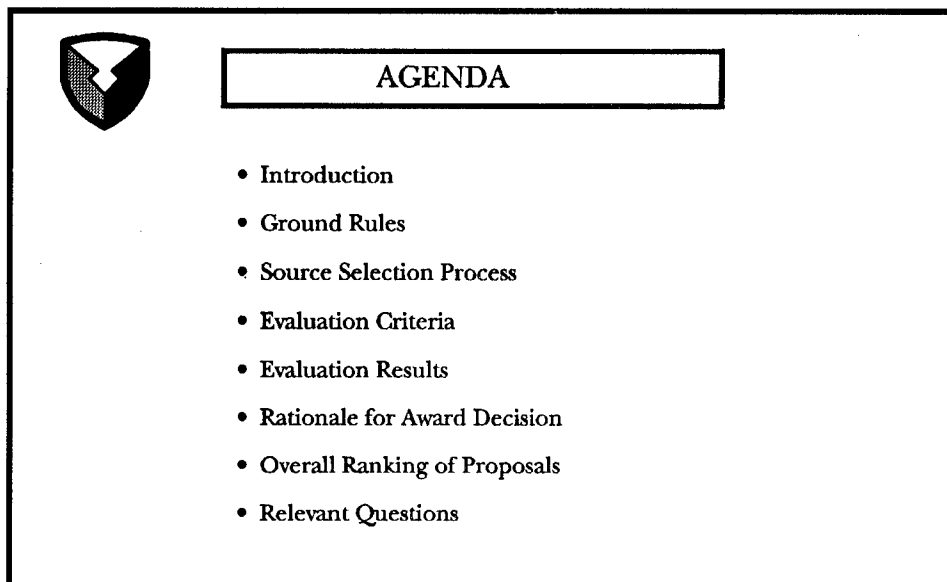 AGENDA
• Introduction
• Ground Rules
• Source Selection Process
• Evaluation Criteria
• Evaluation Results
• Rationale for Award Decision
• Overall Ranking of Proposals
• Relevant Questions